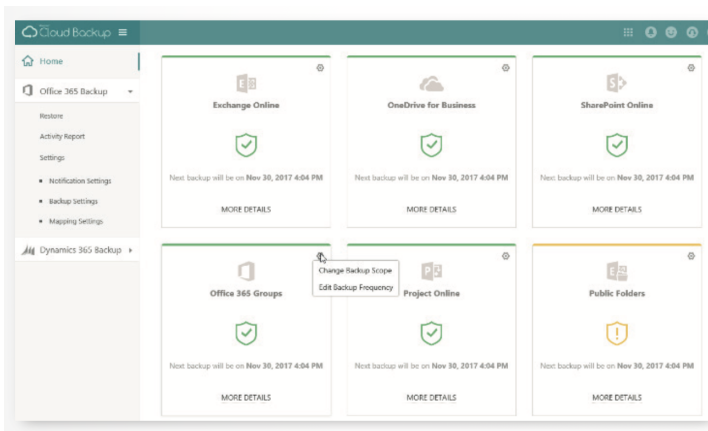 Cloud Backup
Home
Office 365 Backup
Restore
Activity Report
Settings
Notification Settings
Backup Settings
Mapping Settings
Dynamics 365 Backup
Exchange Online
Next backup will be on Nov 30, 2017 4:04 PM
MORE DETAILS
OneDrive for Business
Next backup will be on Nov 30, 2017 4:04 PM
MORE DETAILS
SharePoint Online
Next backup will be on Nov 30, 2017 4:04 PM
MORE DETAILS
Office 365 Groups
Next backup will be on Nov 30, 2017 4:04 PM
MORE DETAILS
Change Backup Scope
Edit Backup Frequency
Project Online
Next backup will be on Nov 30, 2017 4:04 PM
MORE DETAILS
Public Folders
Next backup will be on Nov 30, 2017 4:04 PM
MORE DETAILS